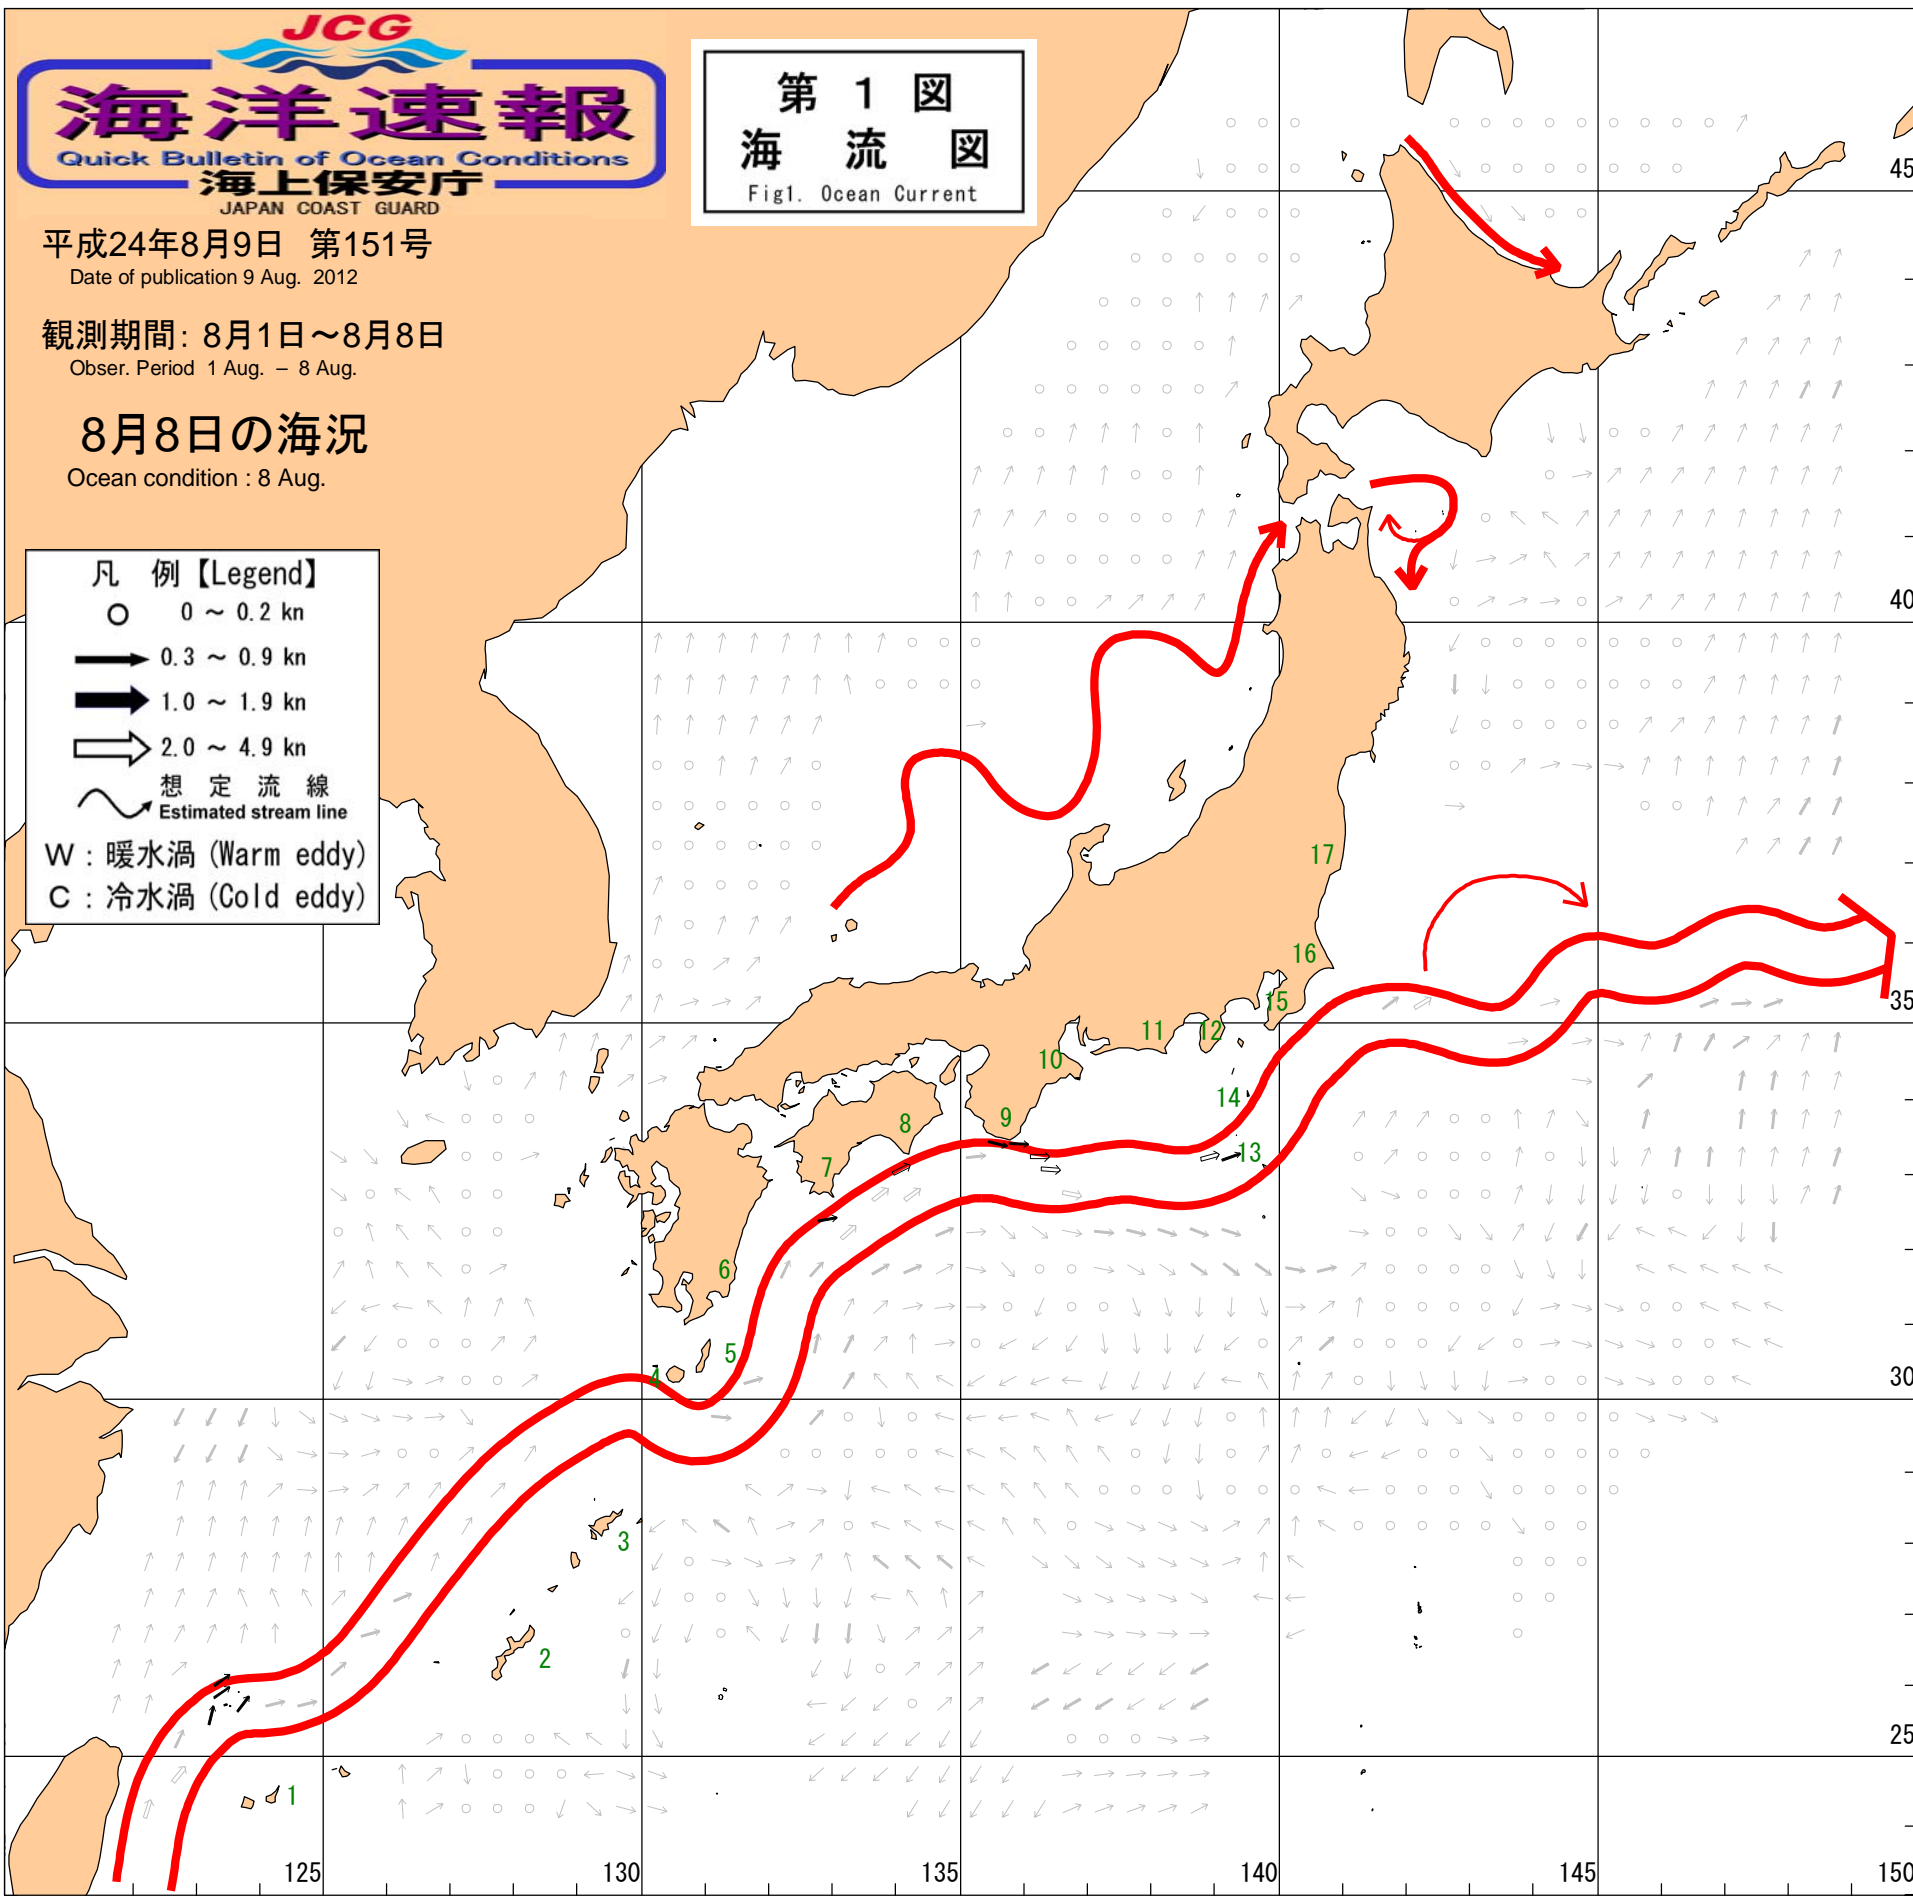 JCG
海洋速報
Quick Bulletin of Ocean Conditions
海上保安庁
JAPAN COAST GUARD
第 1 図
海 流 図
Fig1. Ocean Current
平成24年8月9日 第151号
Date of publication 9 Aug. 2012
観測期間: 8月1日～8月8日
Obser. Period 1 Aug. – 8 Aug.
8月8日の海況
Ocean condition : 8 Aug.
凡 例【Legend】
0 ～ 0.2 kn
0.3 ～ 0.9 kn
1.0 ～ 1.9 kn
2.0 ～ 4.9 kn
想 定 流 線
Estimated stream line
W : 暖水渦 (Warm eddy)
C : 冷水渦 (Cold eddy)
45
40
17
16
35
15
12
11
10
14
9
8
13
7
6
5
4
30
3
2
25
1
125
130
135
140
145
150